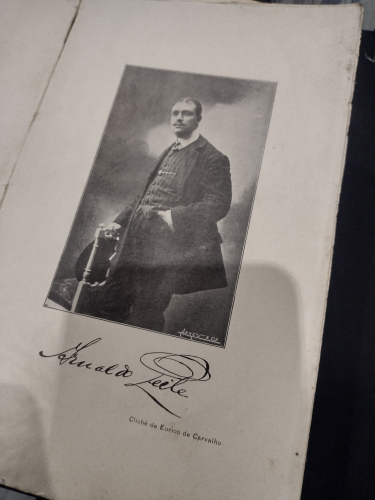 Arnaldo Leite
Cliché de Eurico de Carvalho